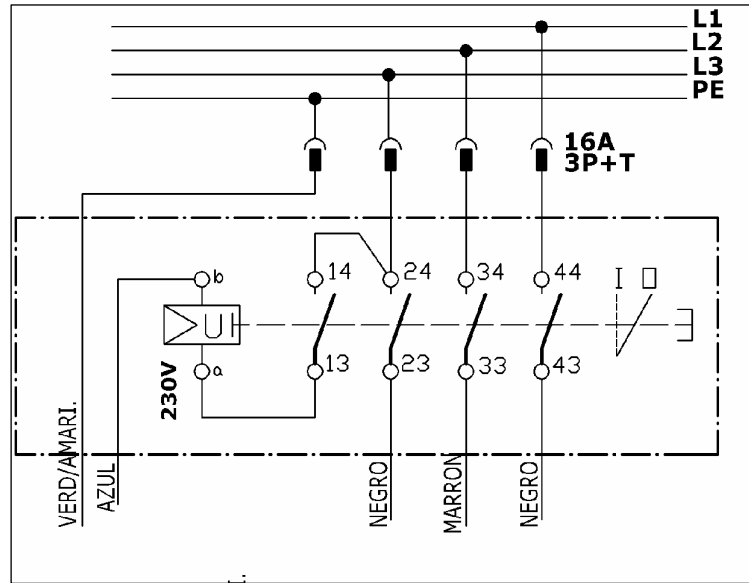 L1
L2
L3
PE
16A
3P+T
b
14
24
34
44
I
U
230V
a
13
23
33
43
VERD/AMARI.
AZUL
NEGRO
MARRON
NEGRO